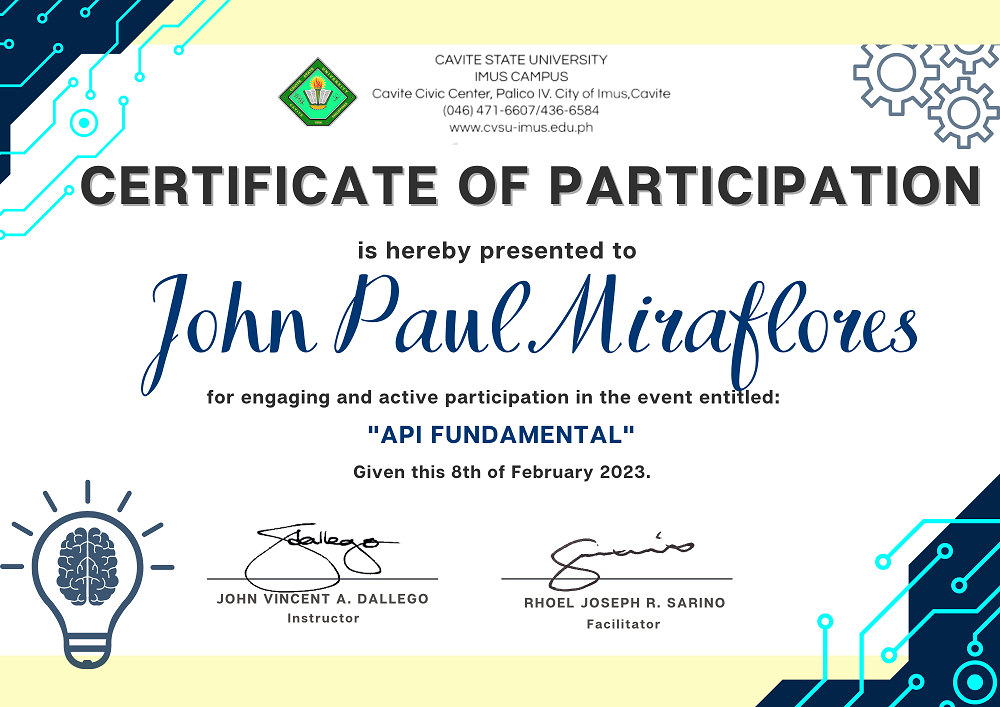 CAVITE STATE UNIVERSITY
IMUS CAMPUS
Cavite Civic Center, Palico IV. City of Imus,Cavite
(046) 471-6607/436-6584
www.cvsu-imus.edu.ph
CERTIFICATE OF PARTICIPATION
is hereby presented to
John Paul Miraflores
for engaging and active participation in the event entitled:
"API FUNDAMENTAL"
Given this 8th of February 2023.
JOHN VINCENT A. DALLEGO
Instructor
RHOEL JOSEPH R. SARINO
Facilitator